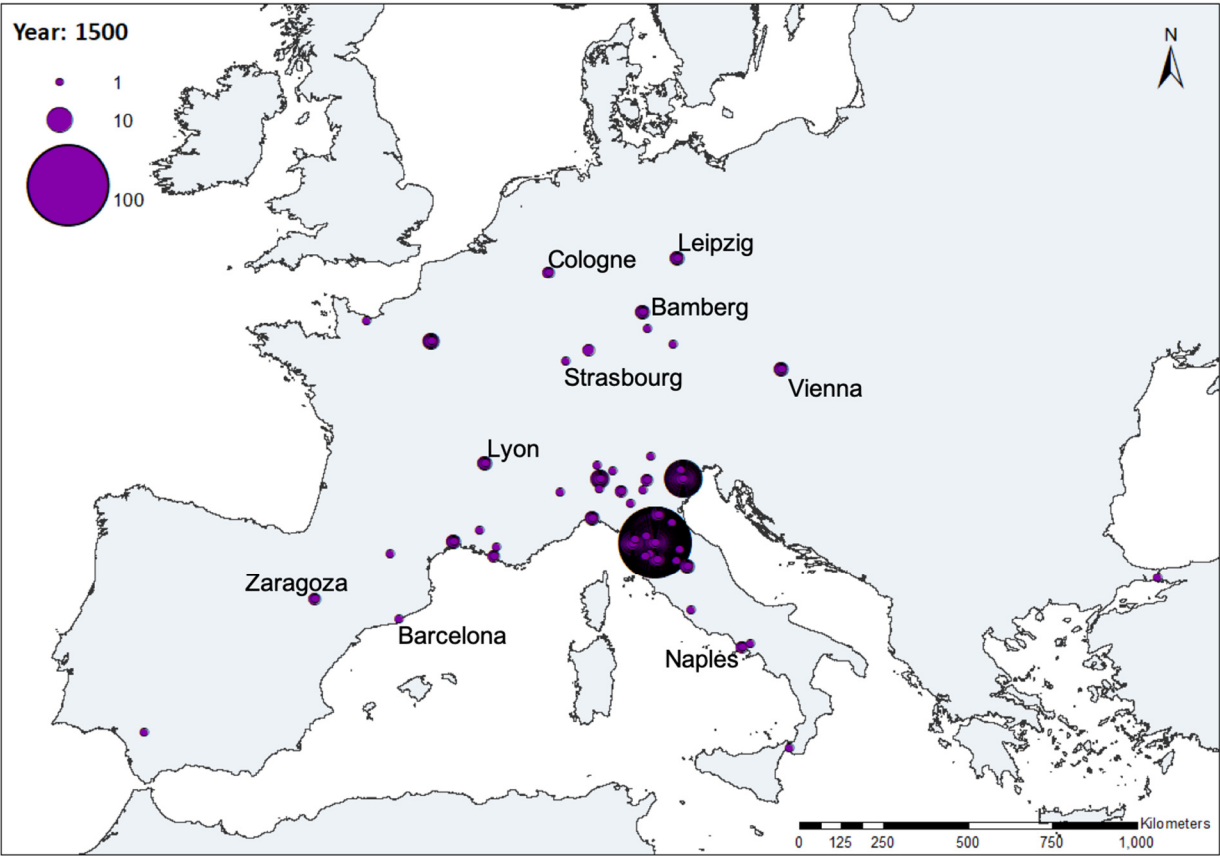 Year: 1500
N
1
10
100
Leipzig
Cologne
Bamberg
Strasbourg
Vienna
Lyon
Zaragoza
Barcelona
Naples
Kilometers
0 125 250 500 750 1,000